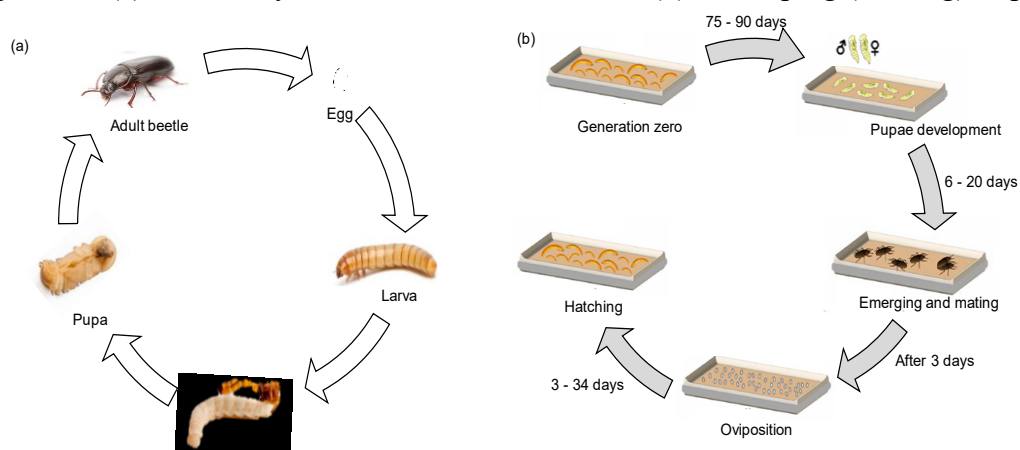 (a)
Adult beetle
Egg
Larva
Pupa
(b)
75 - 90 days
♂ ♀
Generation zero
Pupae development
6 - 20 days
Emerging and mating
After 3 days
Oviposition
3 - 34 days
Hatching